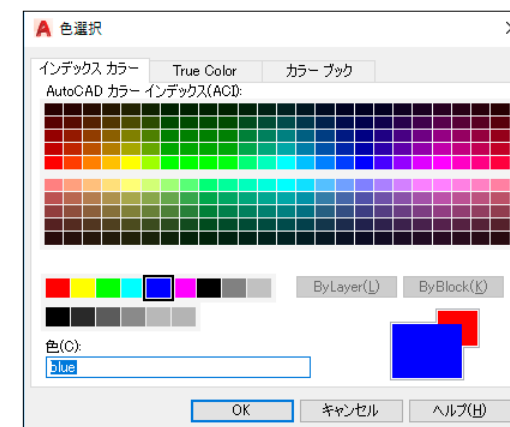 色選択
インデックス カラー True Color カラー ブック
AutoCAD カラー インデックス(ACI):
ByLayer(L) ByBlock(K)
色(C):
blue
OK キャンセル ヘルプ(H)